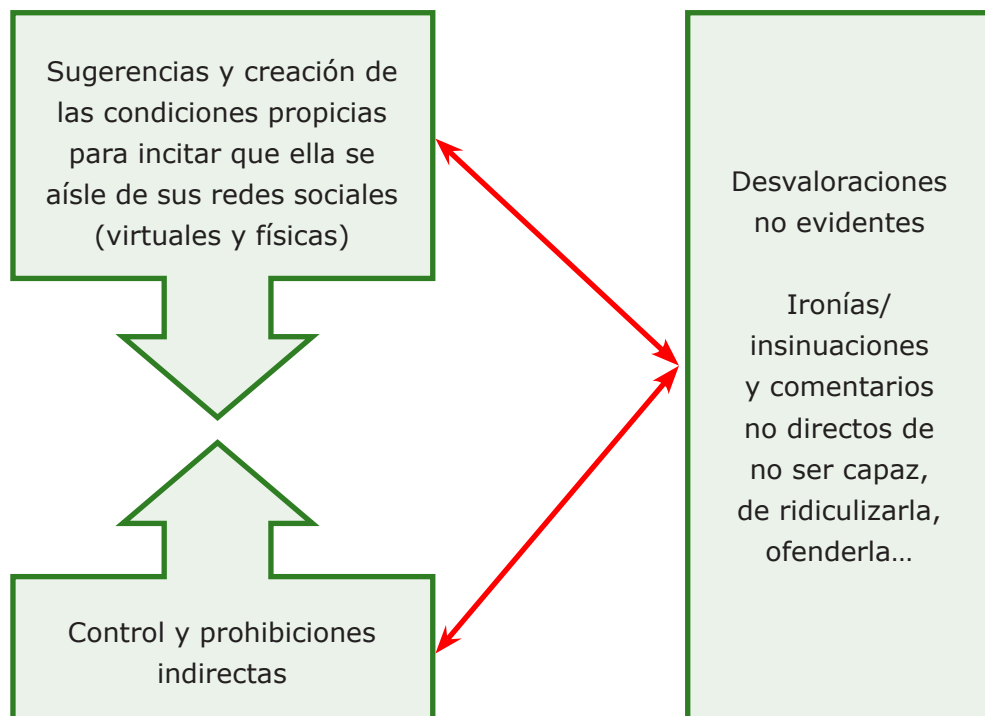 Sugerencias y creación de
las condiciones propicias
para incitar que ella se
aísle de sus redes sociales
(virtuales y físicas)
Control y prohibiciones
indirectas
Desvaloraciones
no evidentes
Ironías/
insinuaciones
y comentarios
no directos de
no ser capaz,
de ridiculizarla,
ofenderla…